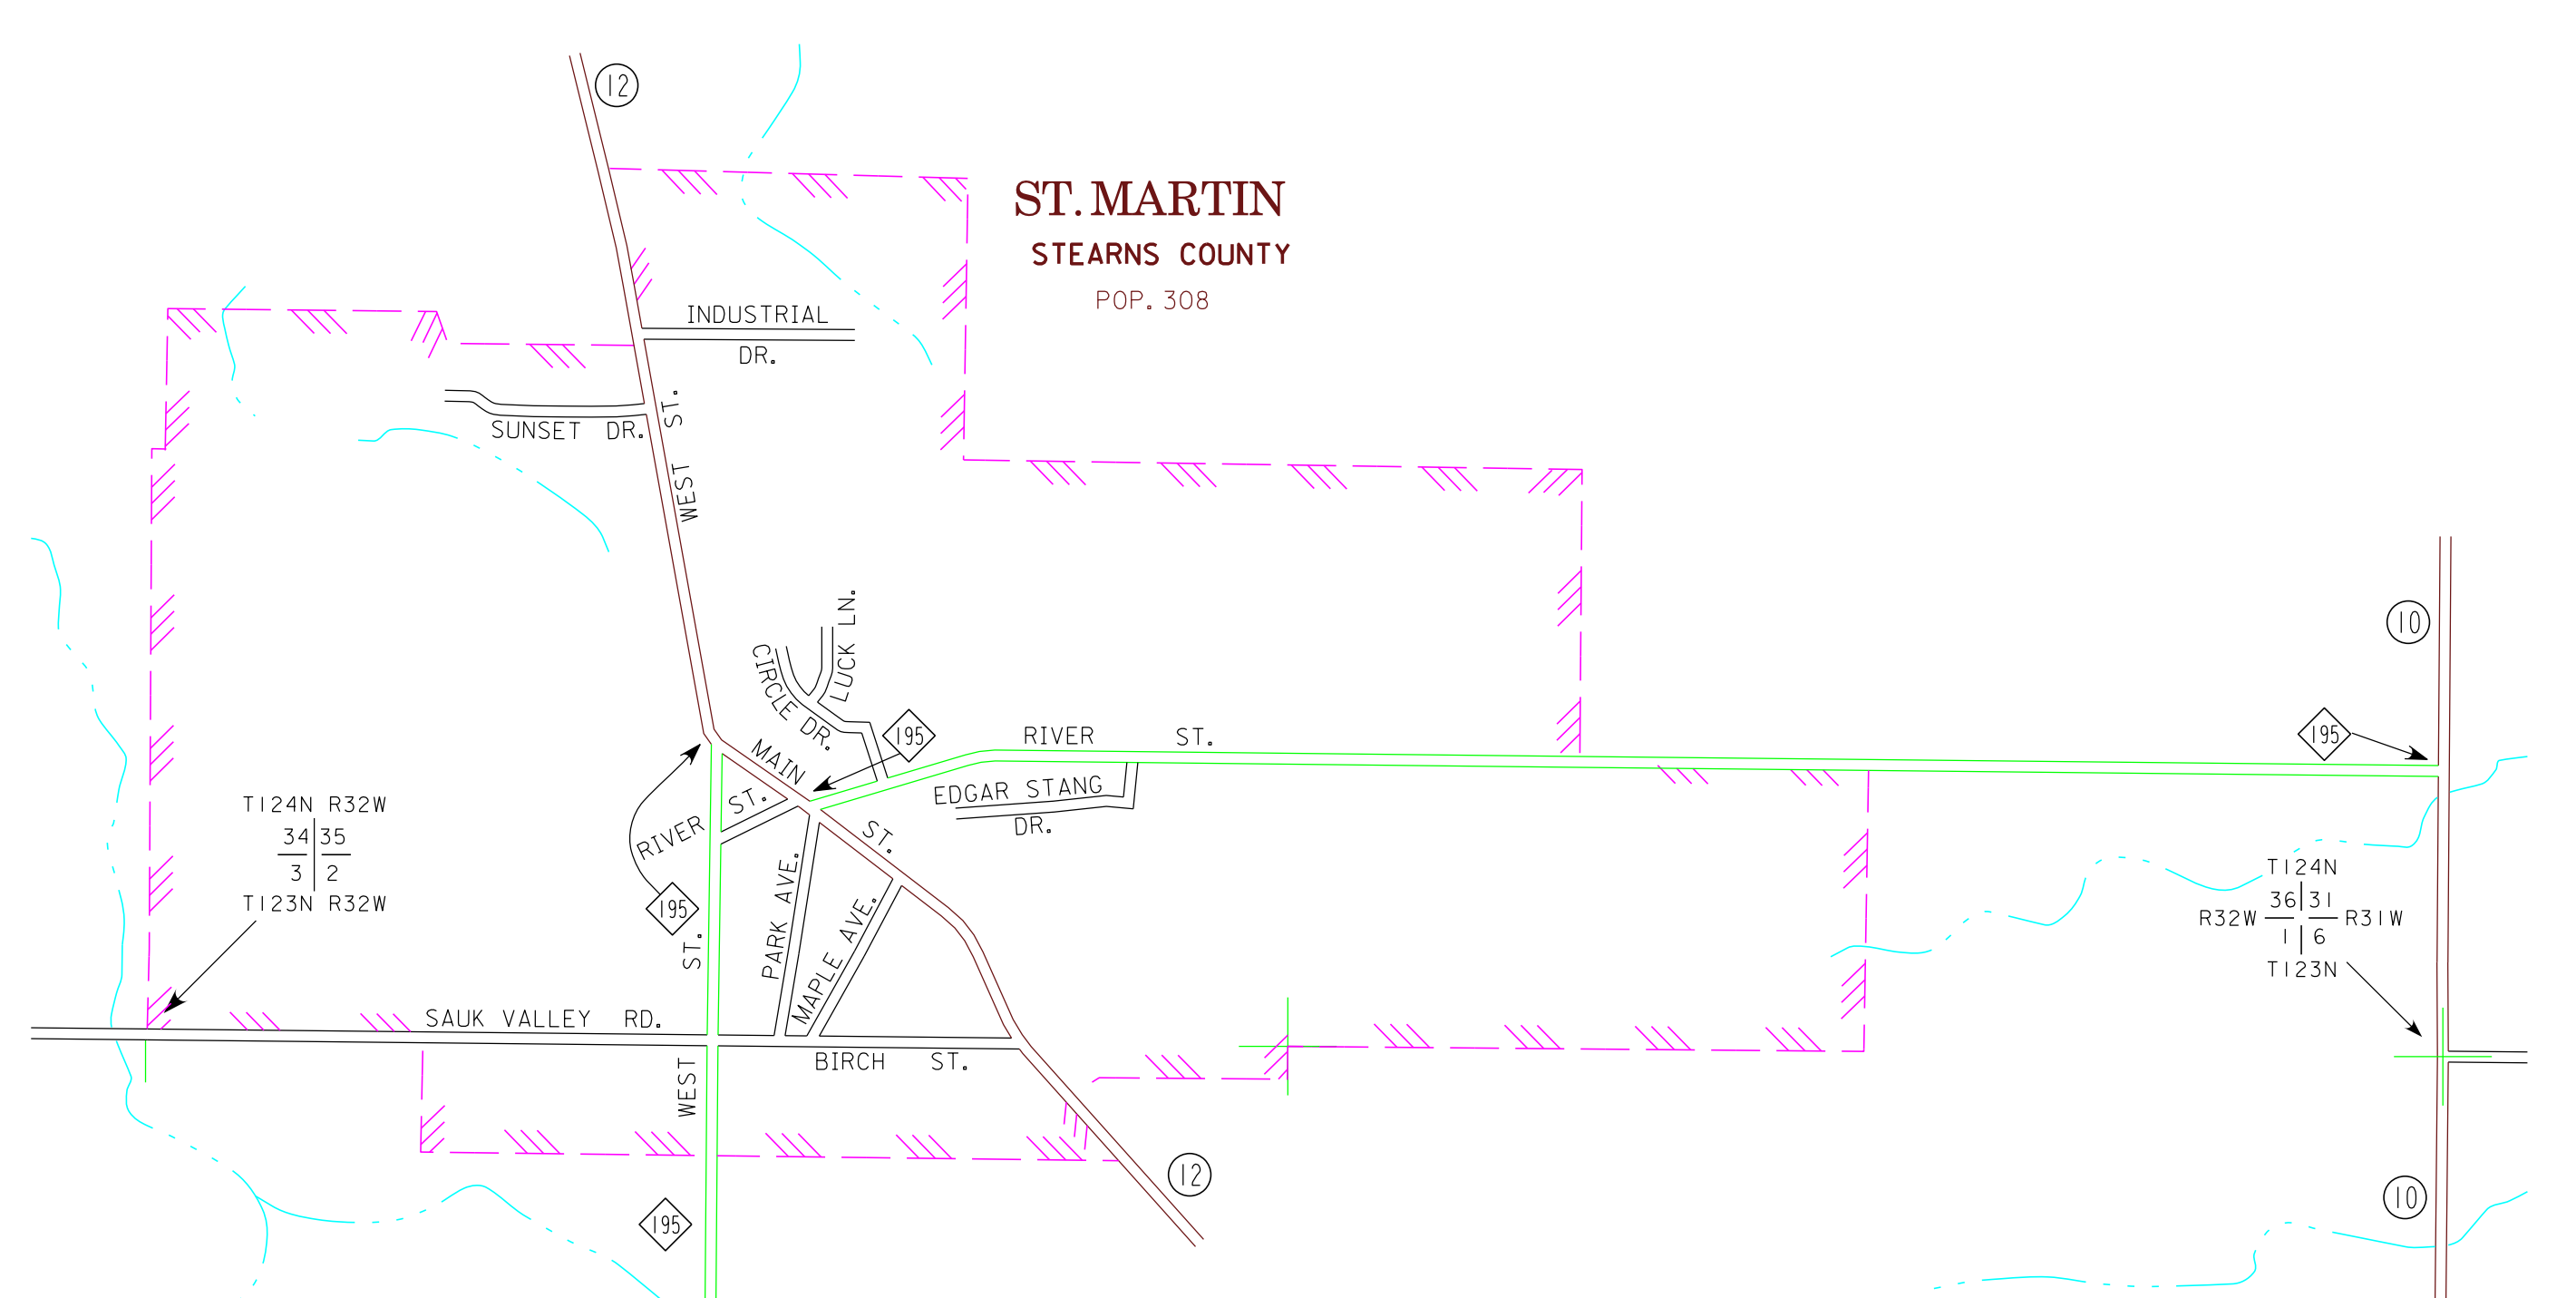 12
ST. MARTIN
STEARNS COUNTY
POP. 308
INDUSTRIAL
DR.
SUNSET DR.
WEST ST.
LUCK LN.
CIRCLE DR.
10
195
195
MAIN ST.
RIVER ST.
EDGAR STANG
DR.
RIVER ST.
195
T124N R32W
34 35
3 2
T123N R32W
PARK AVE.
MAPLE AVE.
T124N
36 31
R32W R31W
1 6
T123N
SAUK VALLEY RD.
WEST ST.
BIRCH ST.
12
195
10